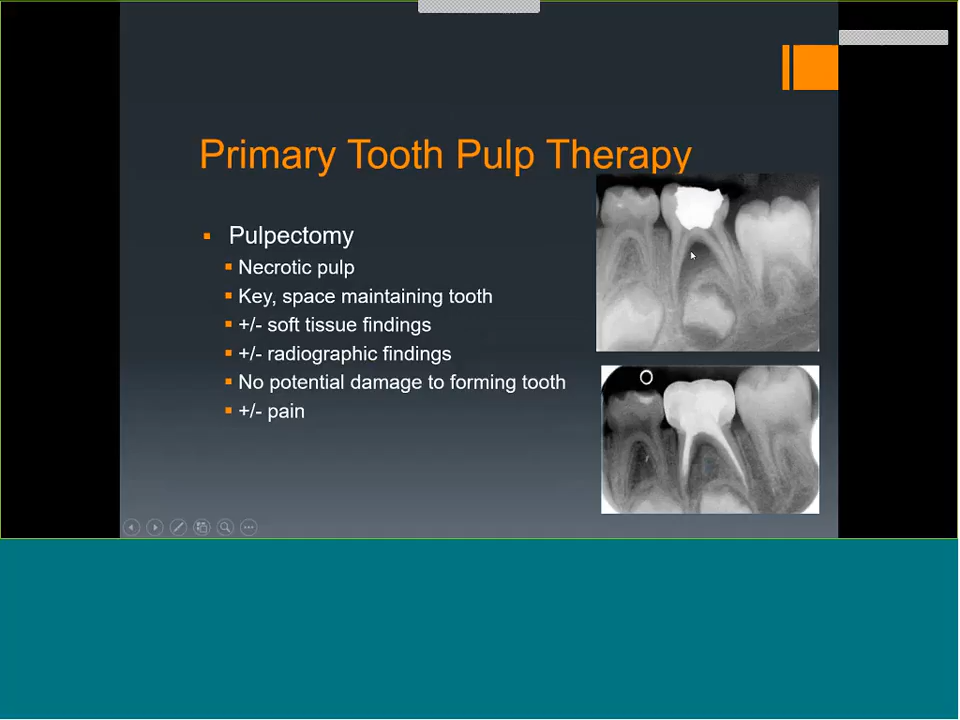 Primary Tooth Pulp Therapy
Pulpectomy
Necrotic pulp
Key, space maintaining tooth
+/- soft tissue findings
+/- radiographic findings
No potential damage to forming tooth
+/- pain